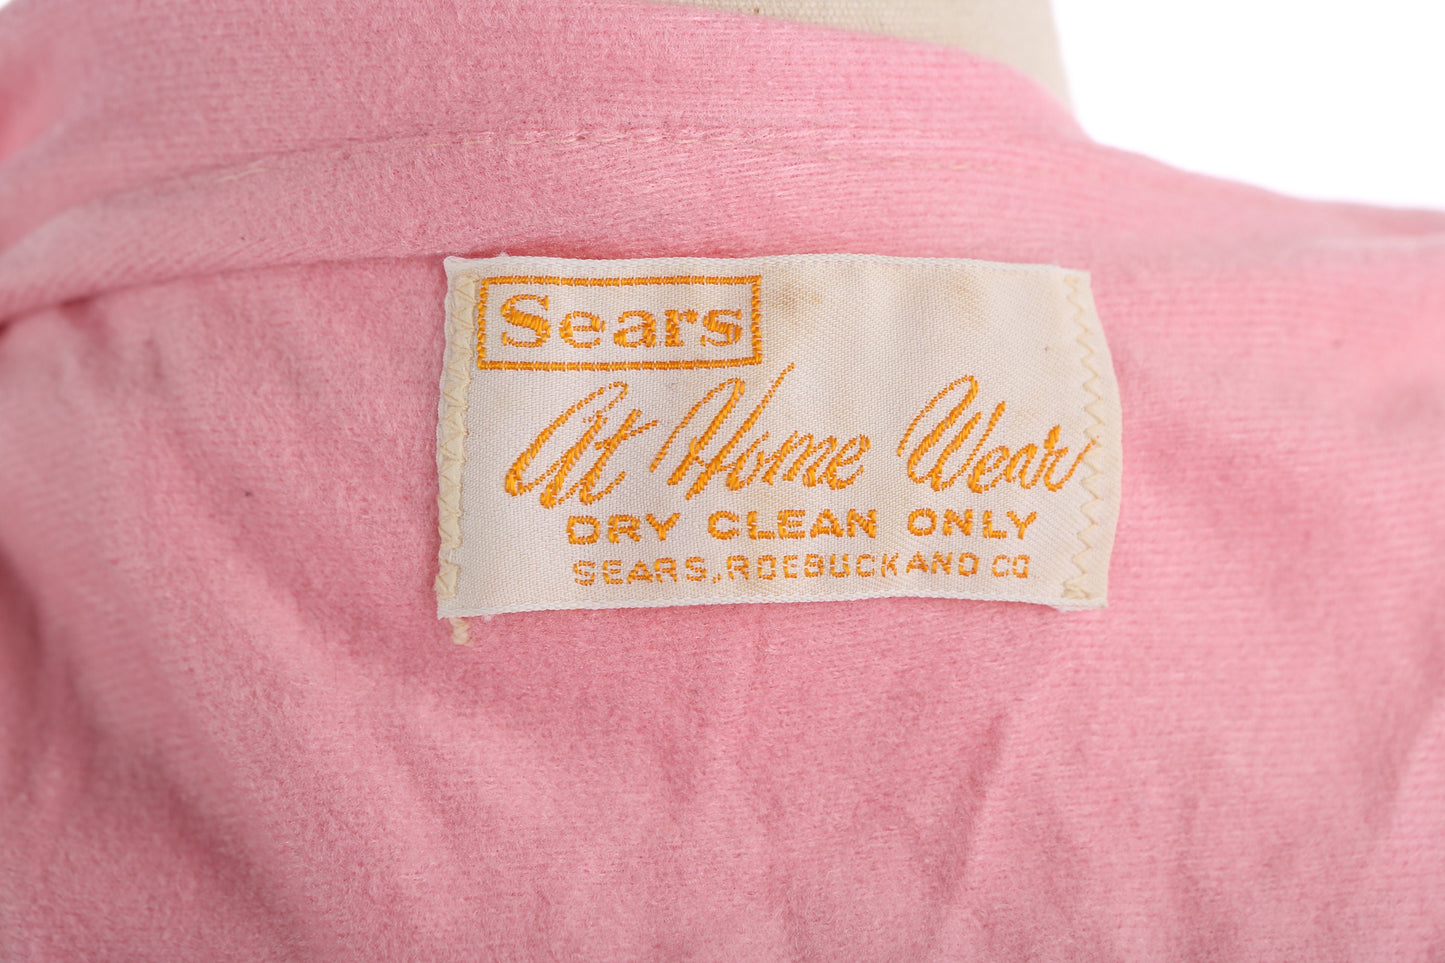 Sears
At Home Wear
DRY CLEAN ONLY
SEARS, ROEBUCK AND CO